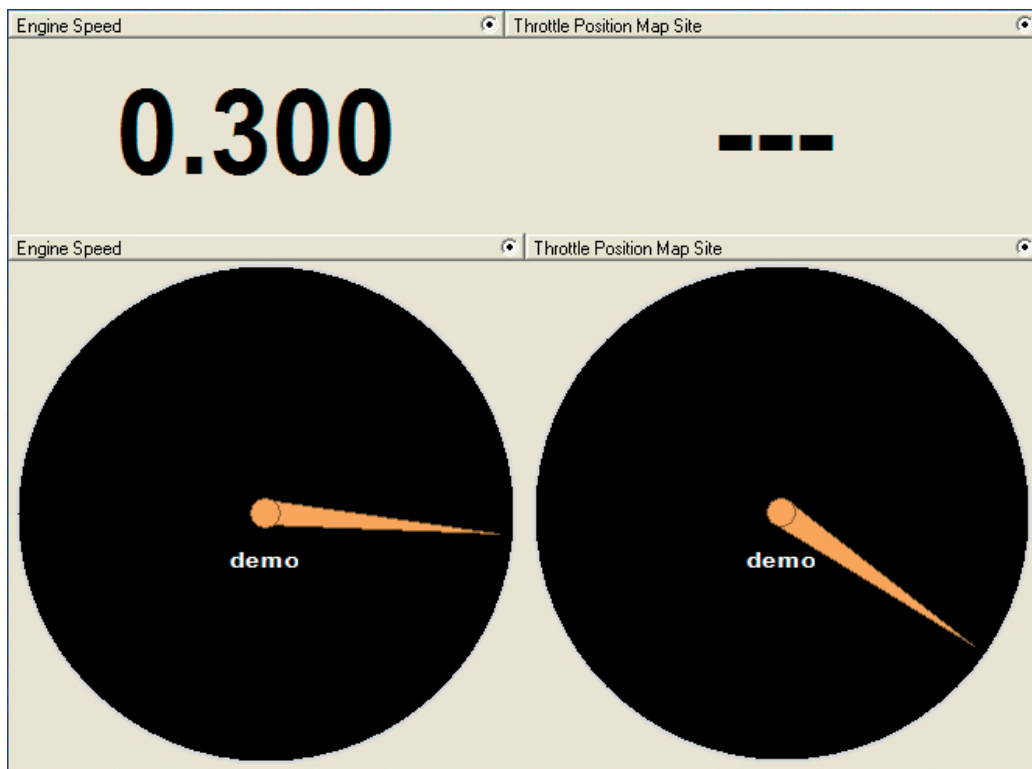 Engine Speed
Throttle Position Map Site
0.300
---
Engine Speed
Throttle Position Map Site
demo
demo